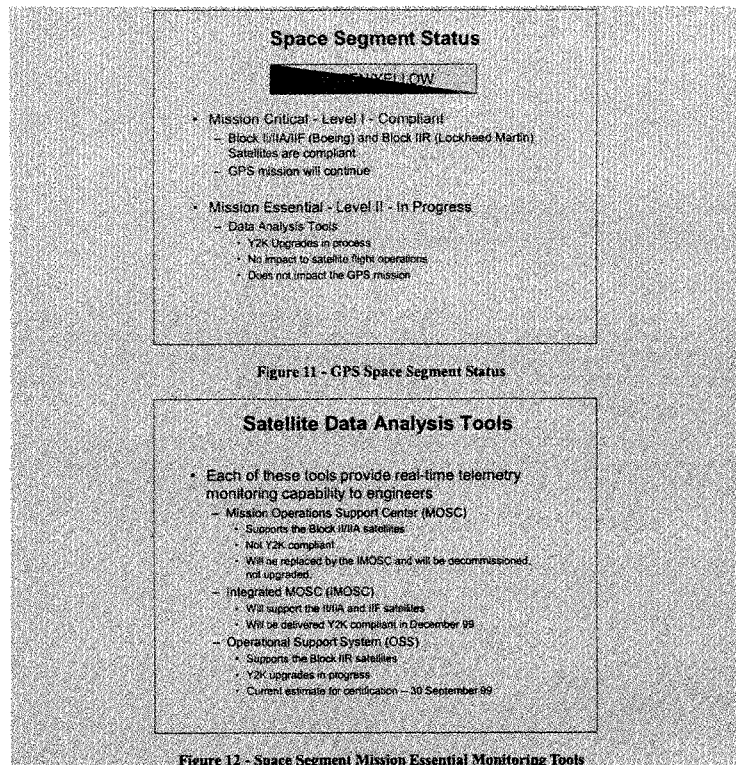 Space Segment Status
YELLOW
• Mission Critical - Level I - Compliant
– Block II/IIA/IIF (Boeing) and Block IIR (Lockheed Martin)
Satellites are compliant
– GPS mission will continue
• Mission Essential - Level II - In Progress
– Data Analysis Tools
• Y2K Upgrades in process
• No impact to satellite flight operations
• Does not impact the GPS mission
Figure 11 - GPS Space Segment Status
Satellite Data Analysis Tools
• Each of these tools provide real-time telemetry
monitoring capability to engineers
– Mission Operations Support Center (MOSC)
• Supports the Block II/IIA satellites
• Not Y2K compliant
• Will be replaced by the IMOSC and will be decommissioned,
not upgraded.
– Integrated MOSC (IMOSC)
• Will support the II/IIA and IIF satellites
• Will be delivered Y2K compliant in December 99
– Operational Support System (OSS)
• Supports the Block IIR satellites
• Y2K upgrades in progress
• Current estimate for certification – 30 September 99
Figure 12 - Space Segment Mission Essential Monitoring Tools